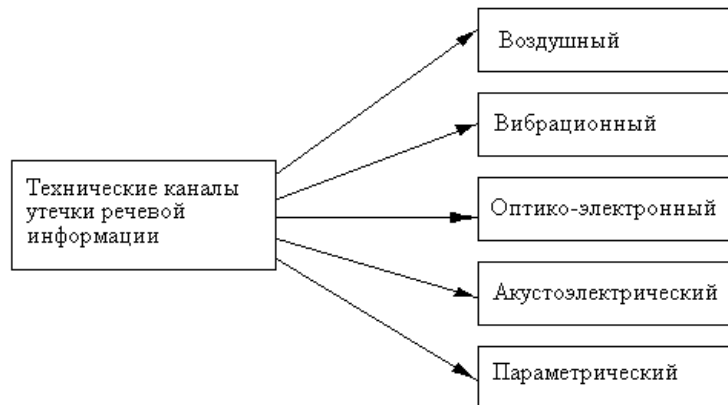 Технические каналы
утечки речевой
информации
Воздушный
Вибрационный
Оптико-электронный
Акустоэлектрический
Параметрический